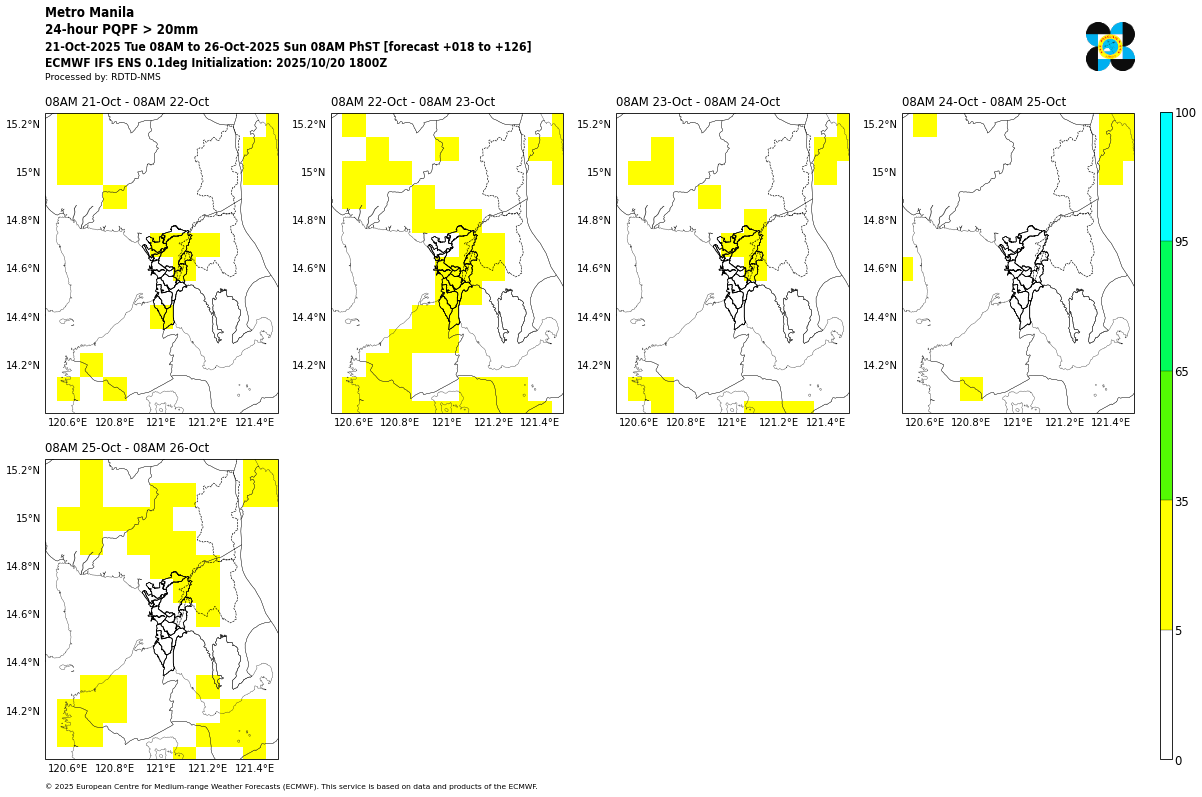 Metro Manila
24-hour PQPF > 20mm
21-Oct-2025 Tue 08AM to 26-Oct-2025 Sun 08AM PhST [forecast +018 to +126]
ECMWF IFS ENS 0.1deg Initialization: 2025/10/20 1800Z
Processed by: RDTD-NMS
08AM 21-Oct - 08AM 22-Oct
15.2°N
15°N
14.8°N
14.6°N
14.4°N
14.2°N
120.6°E 120.8°E 121°E 121.2°E 121.4°E
08AM 22-Oct - 08AM 23-Oct
15.2°N
15°N
14.8°N
14.6°N
14.4°N
14.2°N
120.6°E 120.8°E 121°E 121.2°E 121.4°E
08AM 23-Oct - 08AM 24-Oct
15.2°N
15°N
14.8°N
14.6°N
14.4°N
14.2°N
120.6°E 120.8°E 121°E 121.2°E 121.4°E
08AM 24-Oct - 08AM 25-Oct
15.2°N
15°N
14.8°N
14.6°N
14.4°N
14.2°N
120.6°E 120.8°E 121°E 121.2°E 121.4°E
100
95
65
35
5
0
08AM 25-Oct - 08AM 26-Oct
15.2°N
15°N
14.8°N
14.6°N
14.4°N
14.2°N
120.6°E 120.8°E 121°E 121.2°E 121.4°E
© 2025 European Centre for Medium-range Weather Forecasts (ECMWF). This service is based on data and products of the ECMWF.